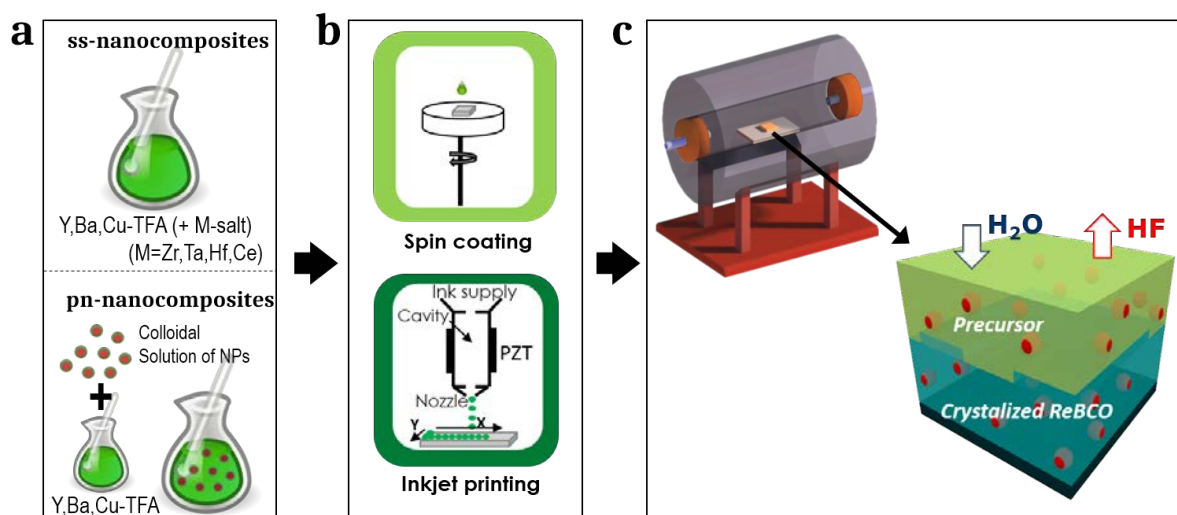 a
ss-nanocomposites
Y,Ba,Cu-TFA (+ M-salt)
(M=Zr,Ta,Hf,Ce)
pn-nanocomposites
Colloidal
Solution of NPs
+
Y,Ba,Cu-TFA
b
Spin coating
Ink supply
Cavity
PZT
Nozzle
Y
X
Inkjet printing
c
H₂O
HF
Precursor
Crystalized ReBCO